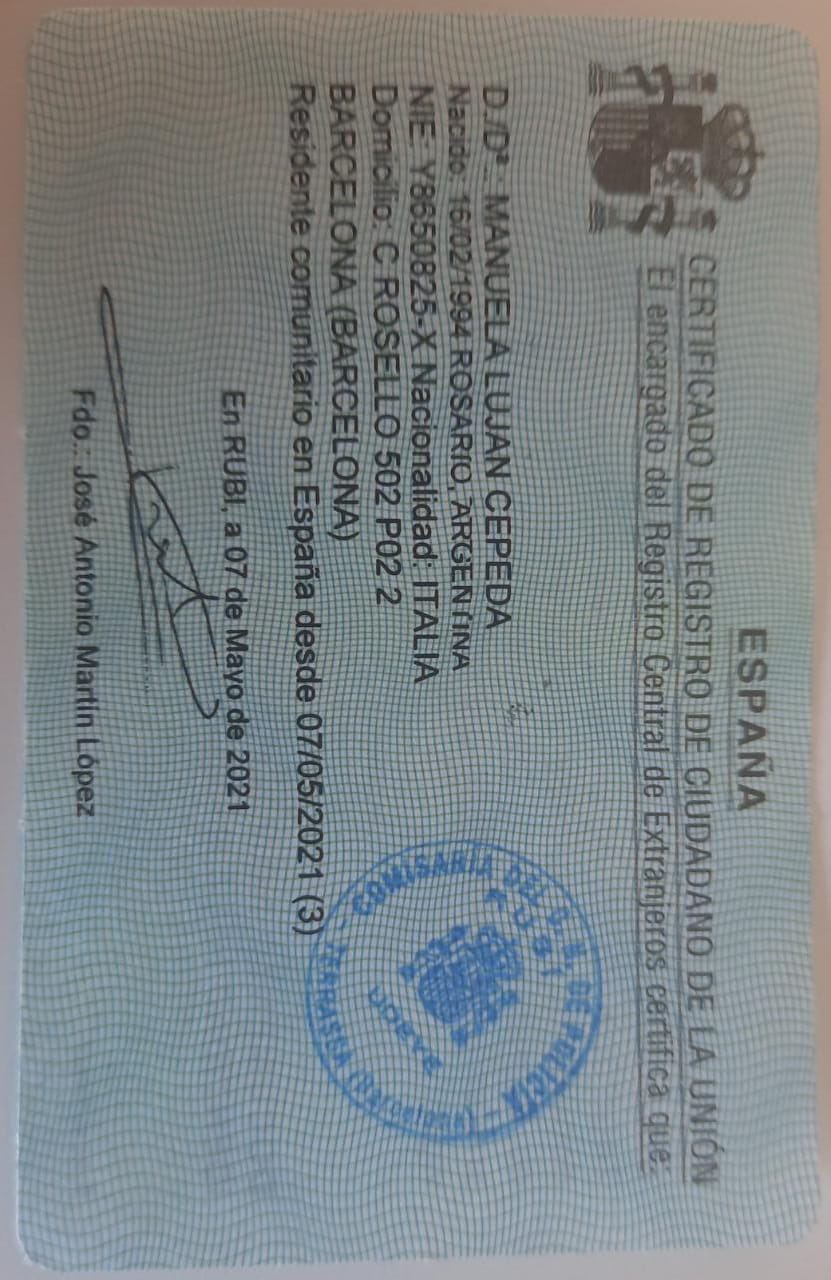 ESPAÑA
CERTIFICADO DE REGISTRO DE CIUDADANO DE LA UNIÓN
El encargado del Registro Central de Extranjeros certifica que:
D./Dª.: MANUELA LUJAN CEPEDA
Nacido: 16/02/1994 ROSARIO, ARGENTINA
NIE: Y8650825-X Nacionalidad: ITALIA
Domicilio: C ROSELLO 502 P02 2
BARCELONA (BARCELONA)
Residente comunitario en España desde 07/05/2021 (3)
En RUBI, a 07 de Mayo de 2021
Fdo.: José Antonio Martín López
COMISARÍA DEL C. N. DE POLICÍA - TERRASSA (Barcelona) -
RUBI